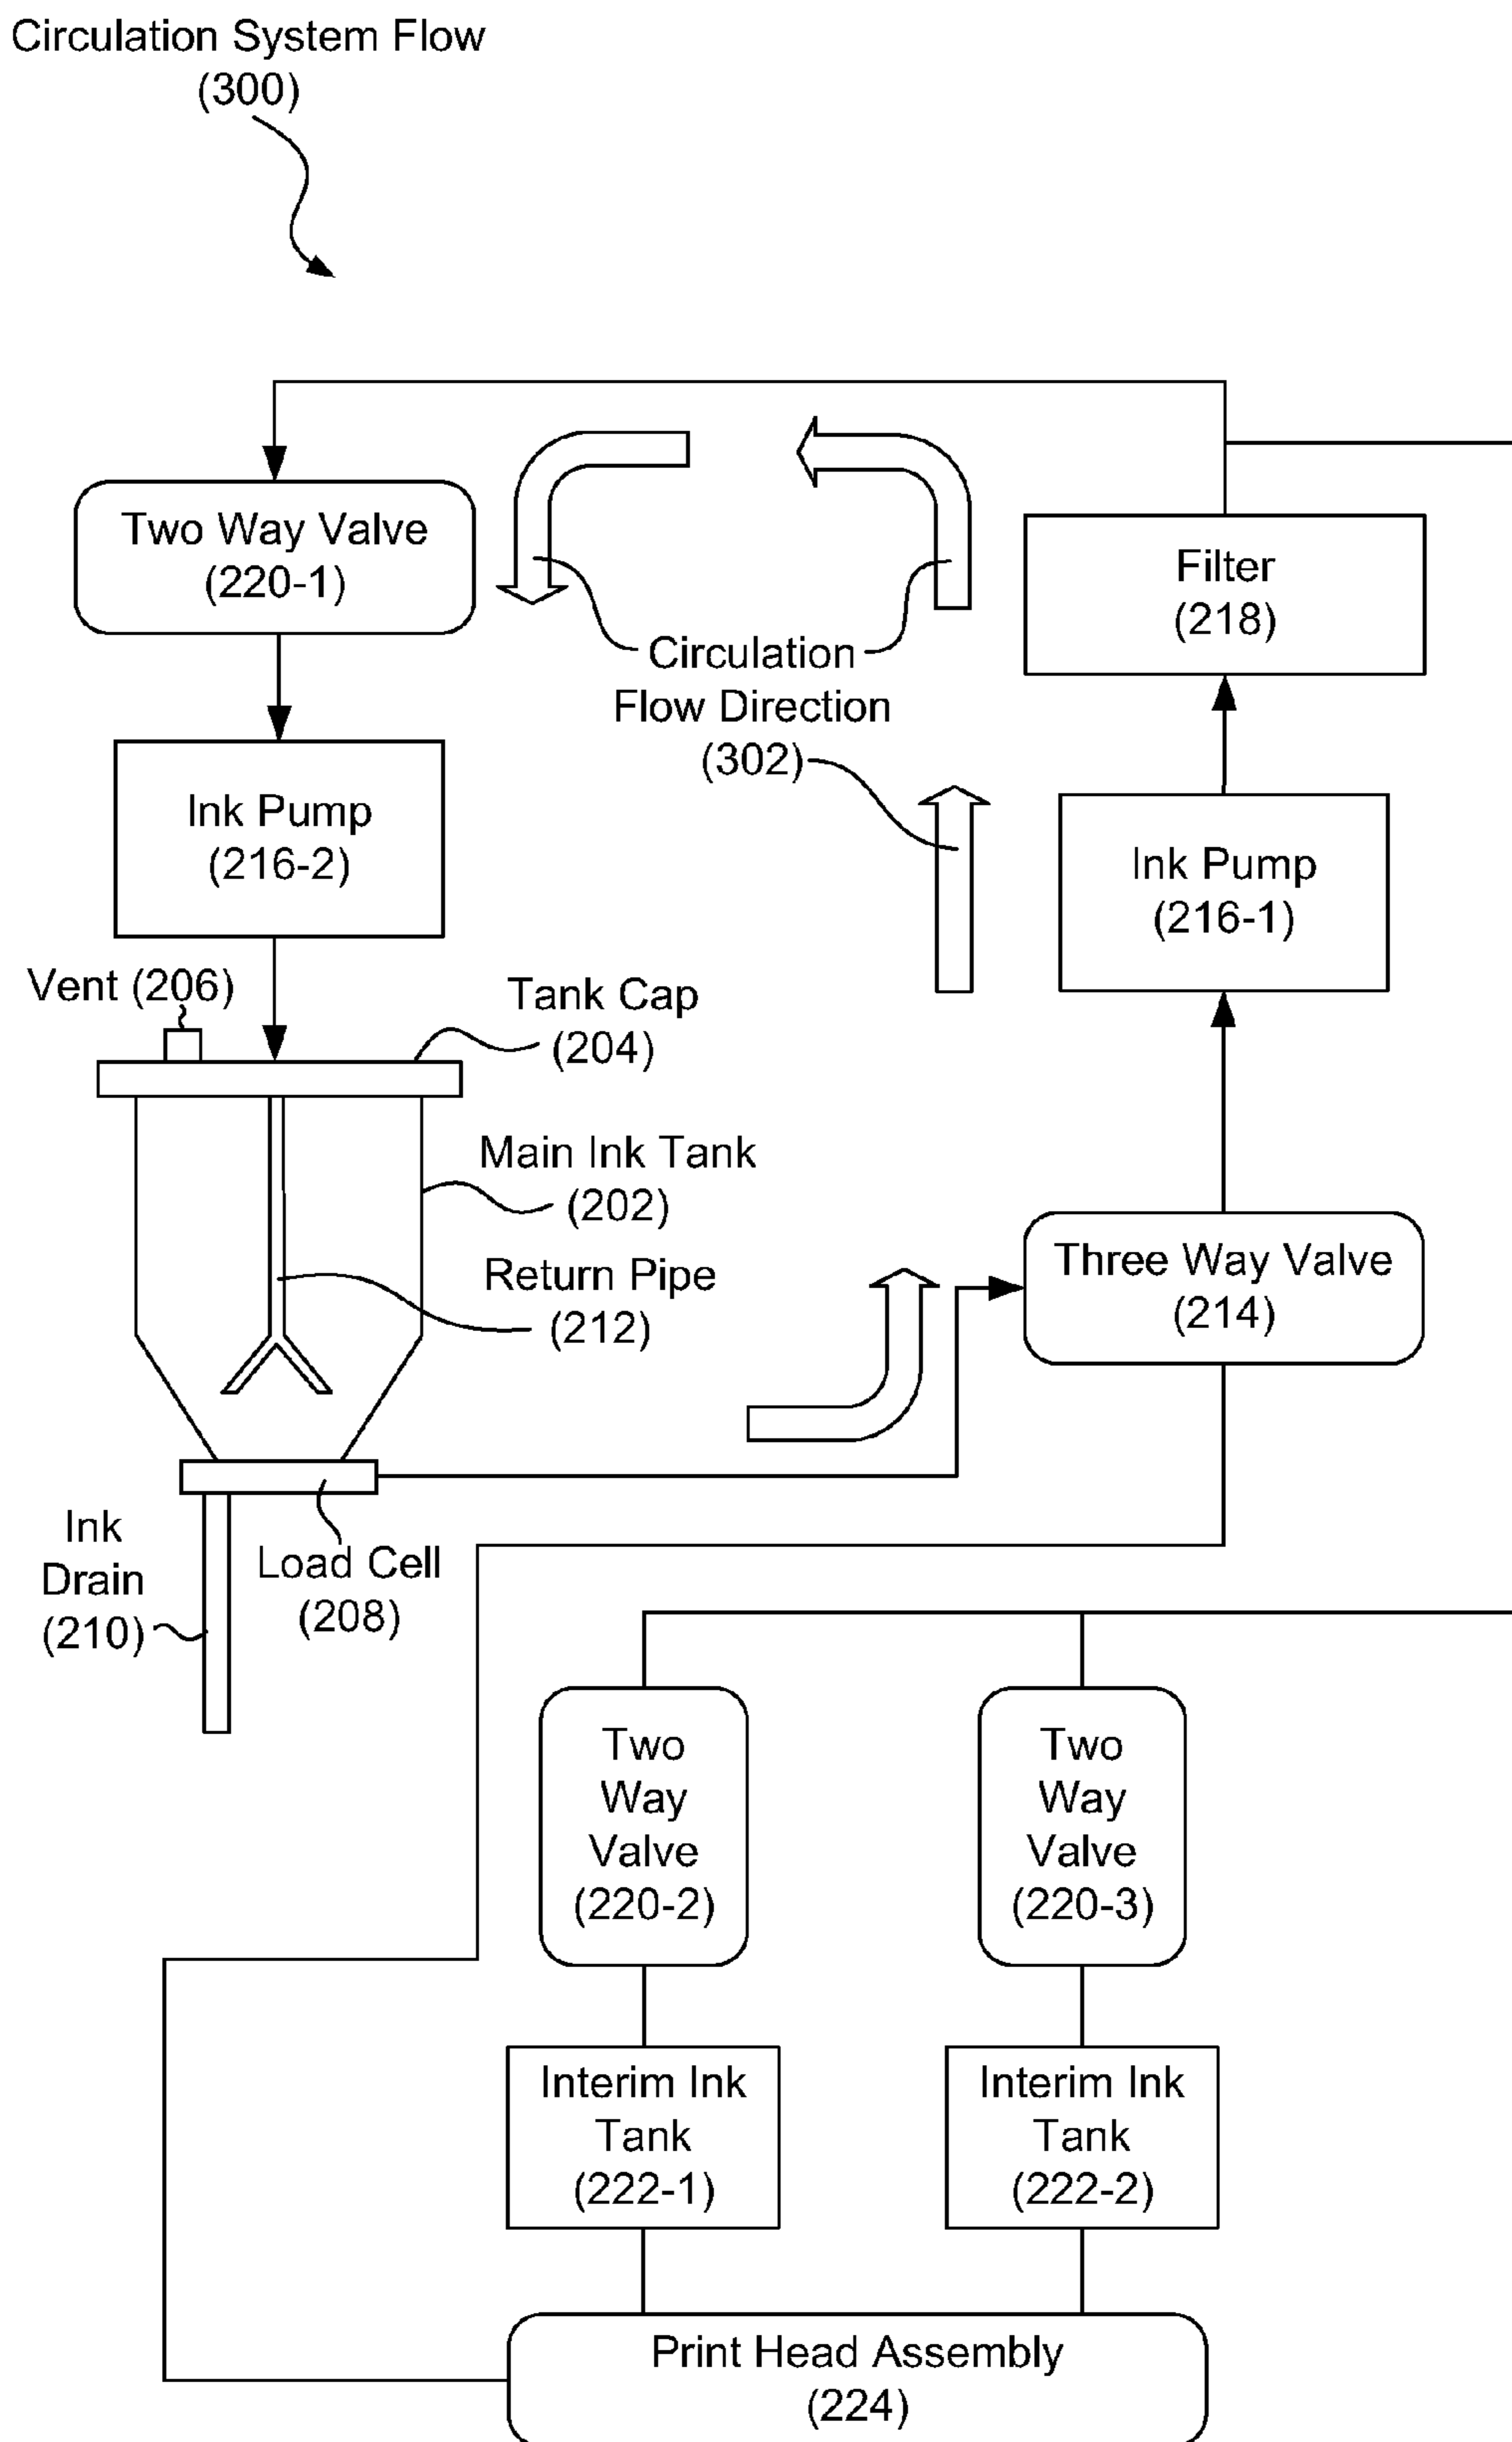 Circulation System Flow
(300)
Two Way Valve
(220-1)
Filter
(218)
Circulation
Flow Direction
(302)
Ink Pump
(216-2)
Ink Pump
(216-1)
Vent (206)
Tank Cap
(204)
Main Ink Tank
(202)
Return Pipe
(212)
Three Way Valve
(214)
Ink
Drain
(210)
Load Cell
(208)
Two
Way
Valve
(220-2)
Two
Way
Valve
(220-3)
Interim Ink
Tank
(222-1)
Interim Ink
Tank
(222-2)
Print Head Assembly
(224)